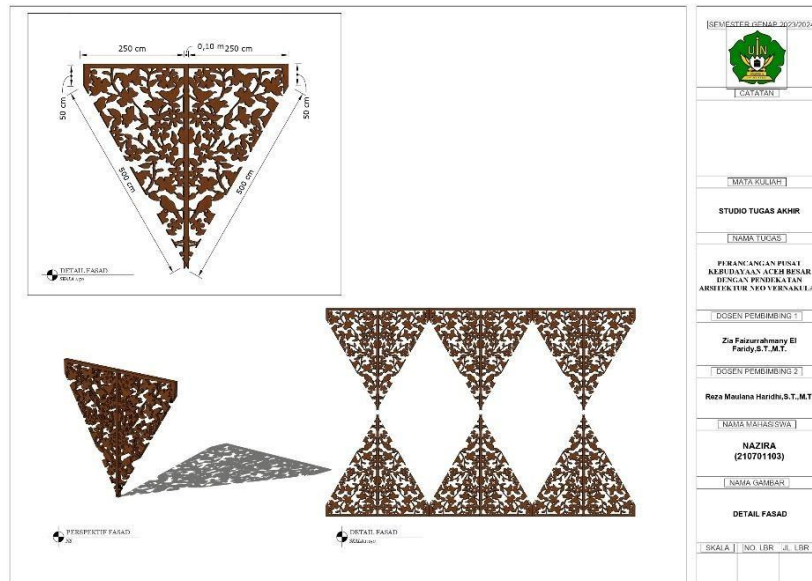 250 cm
0,10 m
250 cm
50 cm
50 cm
500 cm
500 cm
DETAIL FASAD
PERSPEKTIF FASAD
NS
DETAIL FASAD
SEMESTER GENAP 2023/2024
UIN
CATATAN
MATA KULIAH
STUDIO TUGAS AKHIR
NAMA TUGAS
PERANCANGAN PUSAT
KEBUDAYAAN ACEH BESAR
DENGAN PENDEKATAN
ARSITEKTUR NEO VERNAKULA
DOSEN PEMBIMBING 1
Zia Faizurrahmany El
Faridy,S.T.,M.T.
DOSEN PEMBIMBING 2
Reza Maulana Haridhi,S.T.,M.T
NAMA MAHASISWA
NAZIRA
(210701103)
NAMA GAMBAR
DETAIL FASAD
SKALA NO. LBR JL. LBR